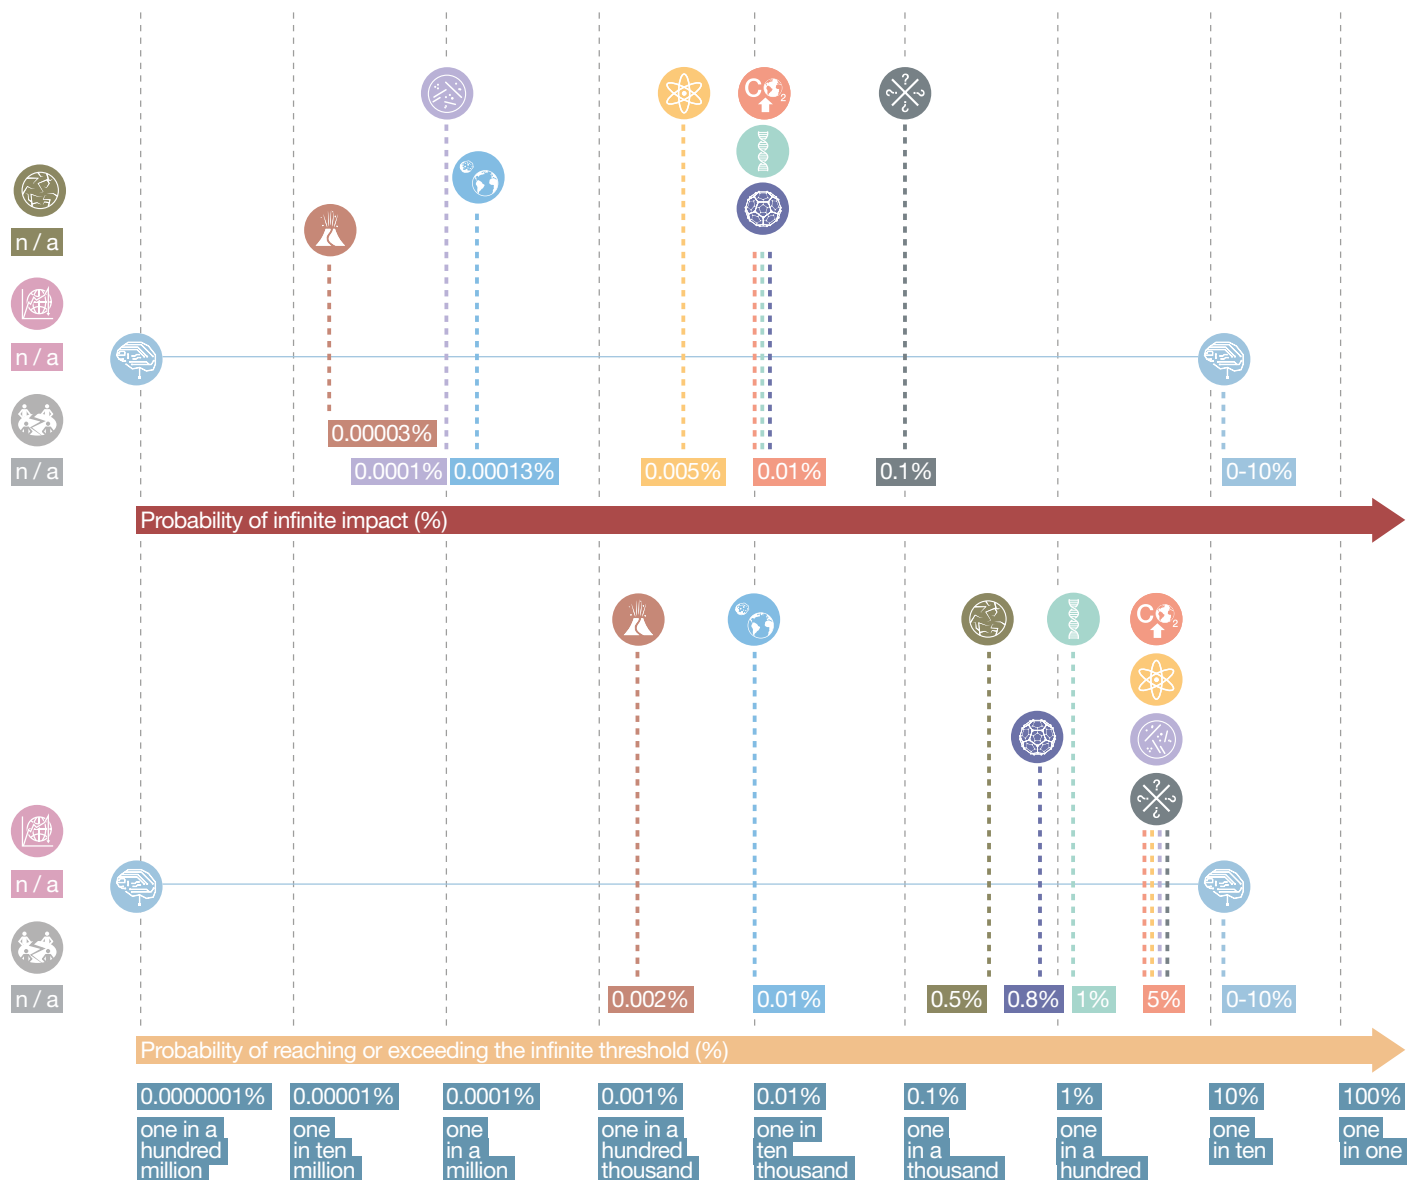 CO₂
? ? ? ?
n / a
n / a
n / a
0.00003%
0.0001%
0.00013%
0.005%
0.01%
0.1%
0-10%
Probability of infinite impact (%)
CO₂
? ? ? ?
n / a
n / a
0.002%
0.01%
0.5%
0.8%
1%
5%
0-10%
Probability of reaching or exceeding the infinite threshold (%)
0.0000001%
one in a
hundred
million
0.00001%
one
in ten
million
0.0001%
one
in a
million
0.001%
one in a
hundred
thousand
0.01%
one in
ten
thousand
0.1%
one
in a
thousand
1%
one
in a
hundred
10%
one
in ten
100%
one
in one